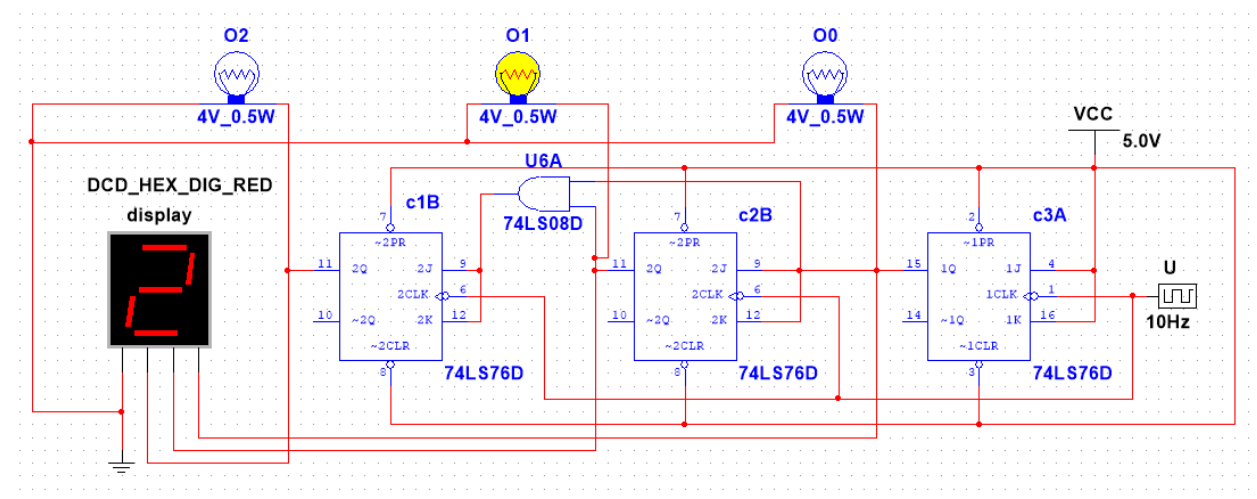 O2 O1 O0
4V_0.5W 4V_0.5W 4V_0.5W
VCC
5.0V
U6A
74LS08D
DCD_HEX_DIG_RED
display
2
c1B
7
~2PR
11 2Q 2J 9
2CLK 6
10 ~2Q 2K 12
~2CLR
8
74LS76D
c2B
7
~2PR
11 2Q 2J 9
2CLK 6
10 ~2Q 2K 12
~2CLR
8
74LS76D
c3A
2
~1PR
15 1Q 1J 4
1CLK 1
14 ~1Q 1K 16
~1CLR
3
74LS76D
U
10Hz